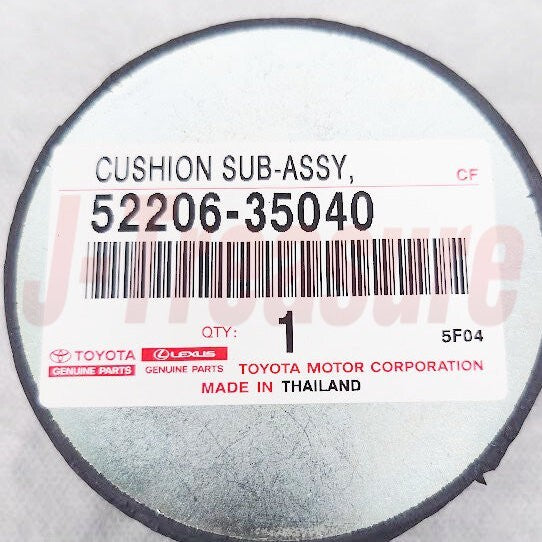 CUSHION SUB-ASSY,
CF
52206-35040
J-Treasure
QTY: 1
5F04
TOYOTA LEXUS
GENUINE PARTS GENUINE PARTS TOYOTA MOTOR CORPORATION
MADE IN THAILAND